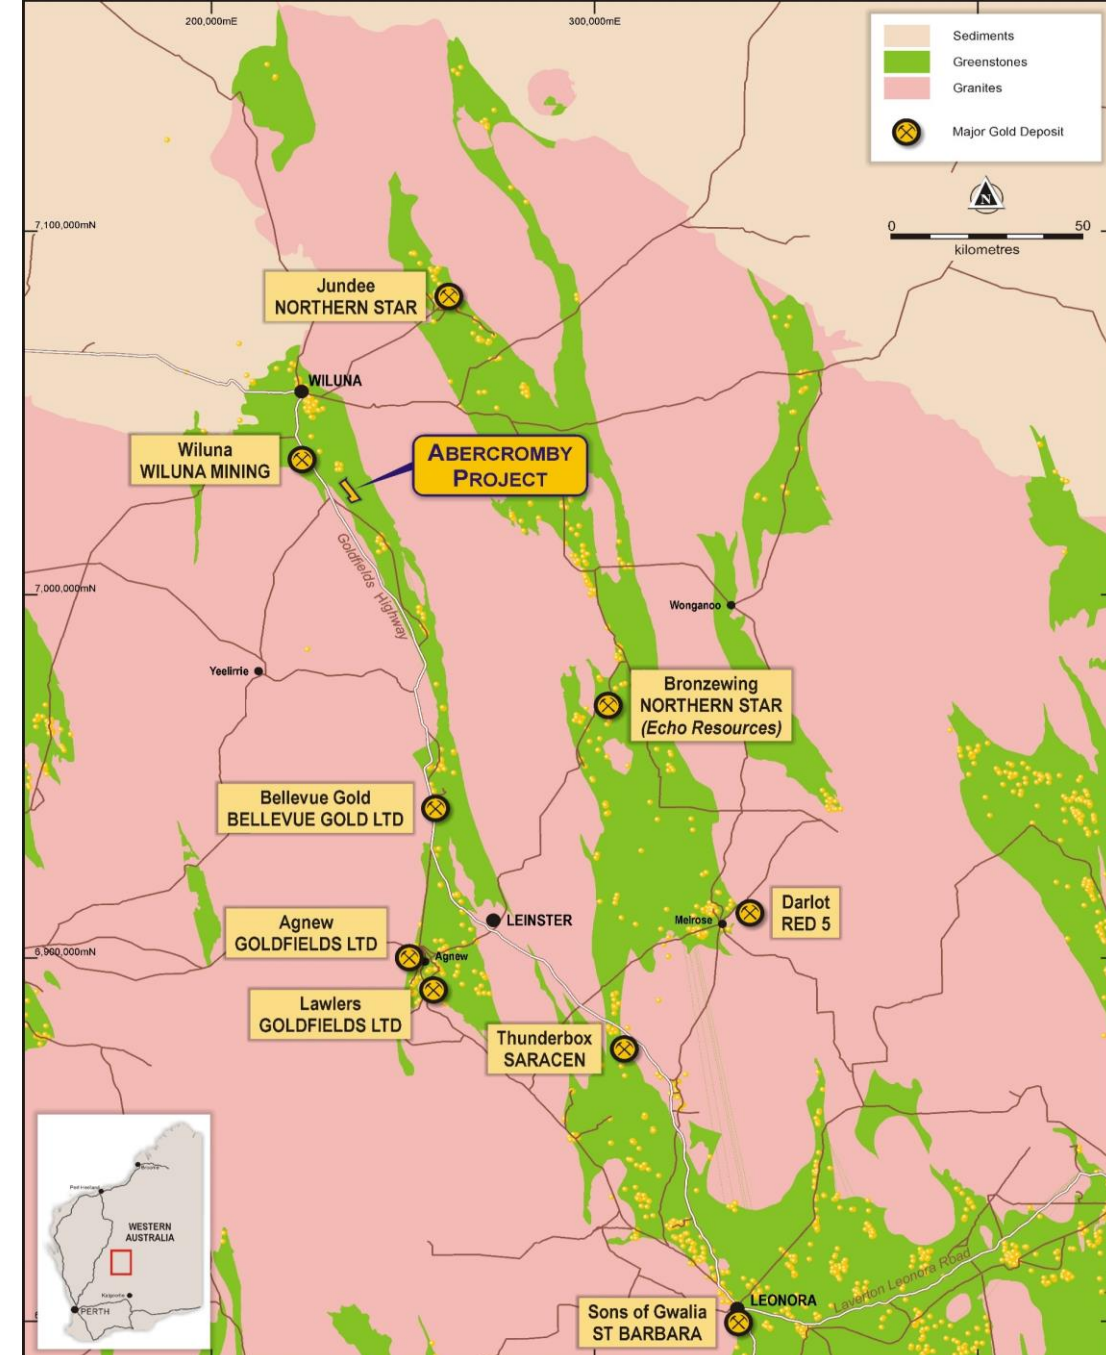 200,000mE
300,000mE
Sediments
Greenstones
Granites
Major Gold Deposit
N
0
50
kilometres
7,100,000mN
Jundee
NORTHERN STAR
WILUNA
Wiluna
WILUNA MINING
ABERCROMBY
PROJECT
Goldfields Highway
7,000,000mN
Wonganoo
Yeelirrie
Bronzewing
NORTHERN STAR
(Echo Resources)
Bellevue Gold
BELLEVUE GOLD LTD
Darlot
RED 5
Melrose
LEINSTER
Agnew
GOLDFIELDS LTD
Agnew
6,900,000mN
Lawlers
GOLDFIELDS LTD
Thunderbox
SARACEN
WESTERN
AUSTRALIA
PERTH
Laverton Leonora Road
LEONORA
Sons of Gwalia
ST BARBARA